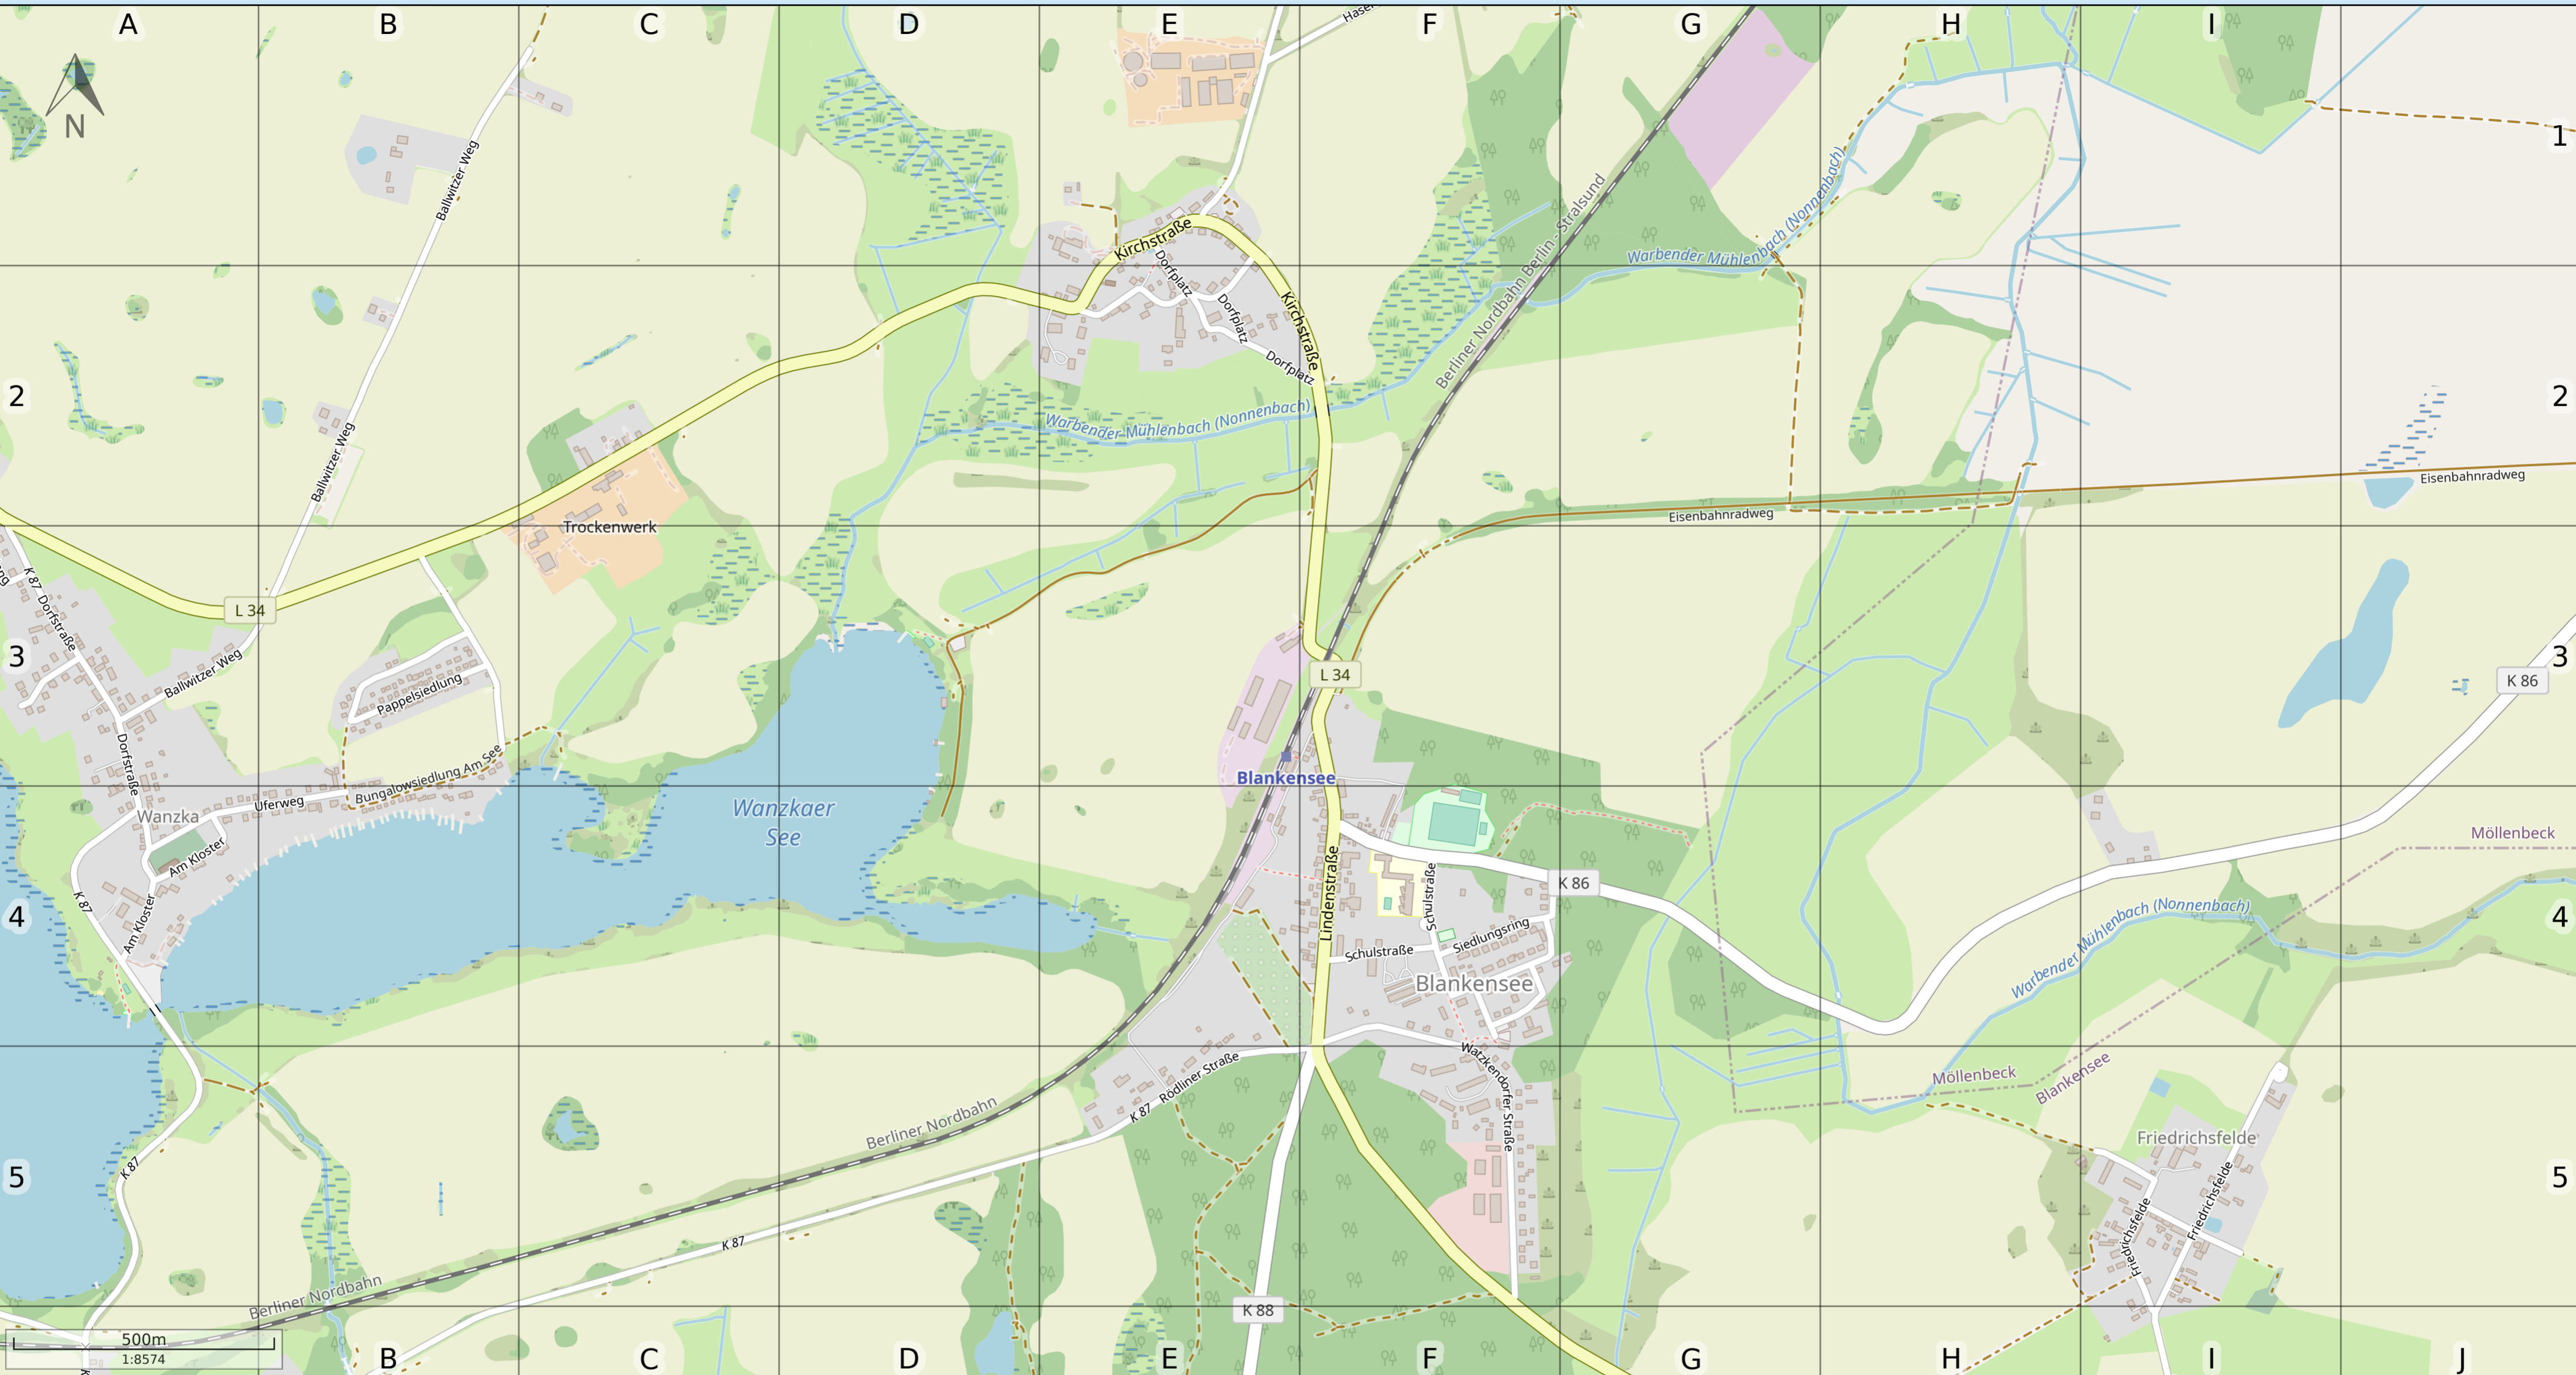 A
B
C
D
E
F
G
H
I
N
1
1
Ballwitzer Weg
Kirchstraße
Dorfplatz
Berliner Nordbahn Berlin - Stralsund
Warbender Mühlenbach (Nonnenbach)
Kirchstraße
Dorfplatz
Dorfplatz
2
2
Ballwitzer Weg
Warbender Mühlenbach (Nonnenbach)
Eisenbahnradweg
Eisenbahnradweg
Trockenwerk
K 87
L 34
Dorfstraße
3
3
Ballwitzer Weg
Pappelsiedlung
L 34
K 86
Dorfstraße
Bungalowsiedlung Am See
Blankensee
Uferweg
Wanzka
Wanzkaer
See
Möllenbeck
Am Kloster
K 87
K 86
Lindenstraße
Schulstraße
4
4
Am Kloster
Siedlungsring
Schulstraße
Blankensee
Warbender Mühlenbach (Nonnenbach)
Rödliner Straße
K 87
Watzkendorfer Straße
Möllenbeck
Blankensee
Berliner Nordbahn
Friedrichsfelde
5
5
K 87
K 87
Friedrichsfelde
Friedrichsfelde
Berliner Nordbahn
K 88
500m
1:8574
B
C
D
E
F
G
H
I
J